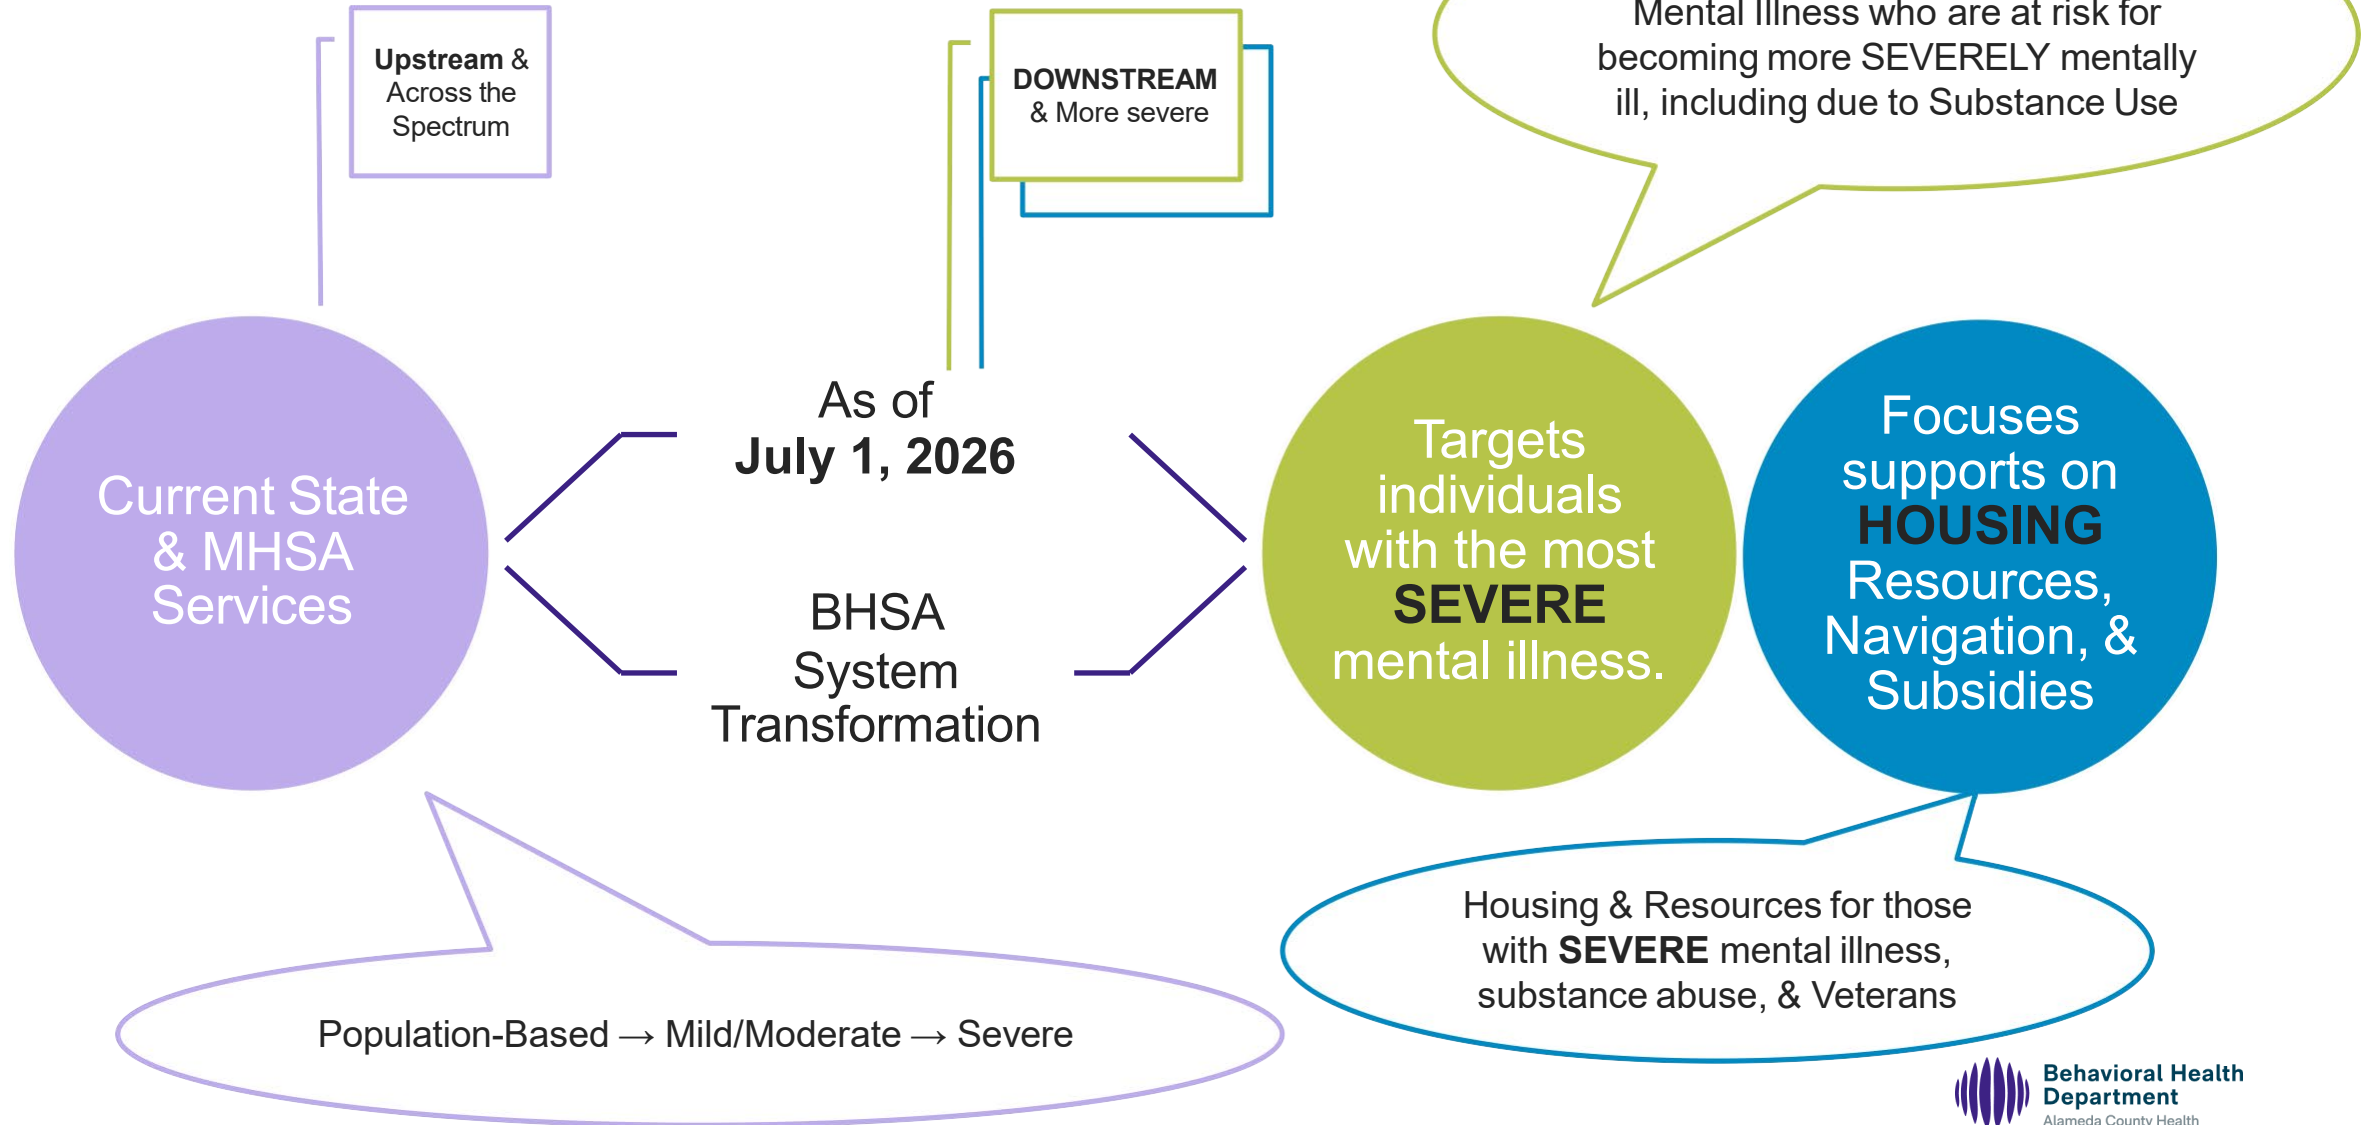 Upstream &
Across the
Spectrum
DOWNSTREAM
& More severe
Mental Illness who are at risk for
becoming more SEVERELY mentally
ill, including due to Substance Use
Current State
& MHSA
Services
As of
July 1, 2026
BHSA
System
Transformation
Targets
individuals
with the most
SEVERE
mental illness.
Focuses
supports on
HOUSING
Resources,
Navigation, &
Subsidies
Housing & Resources for those
with SEVERE mental illness,
substance abuse, & Veterans
Population-Based → Mild/Moderate → Severe
Behavioral Health
Department
Alameda County Health